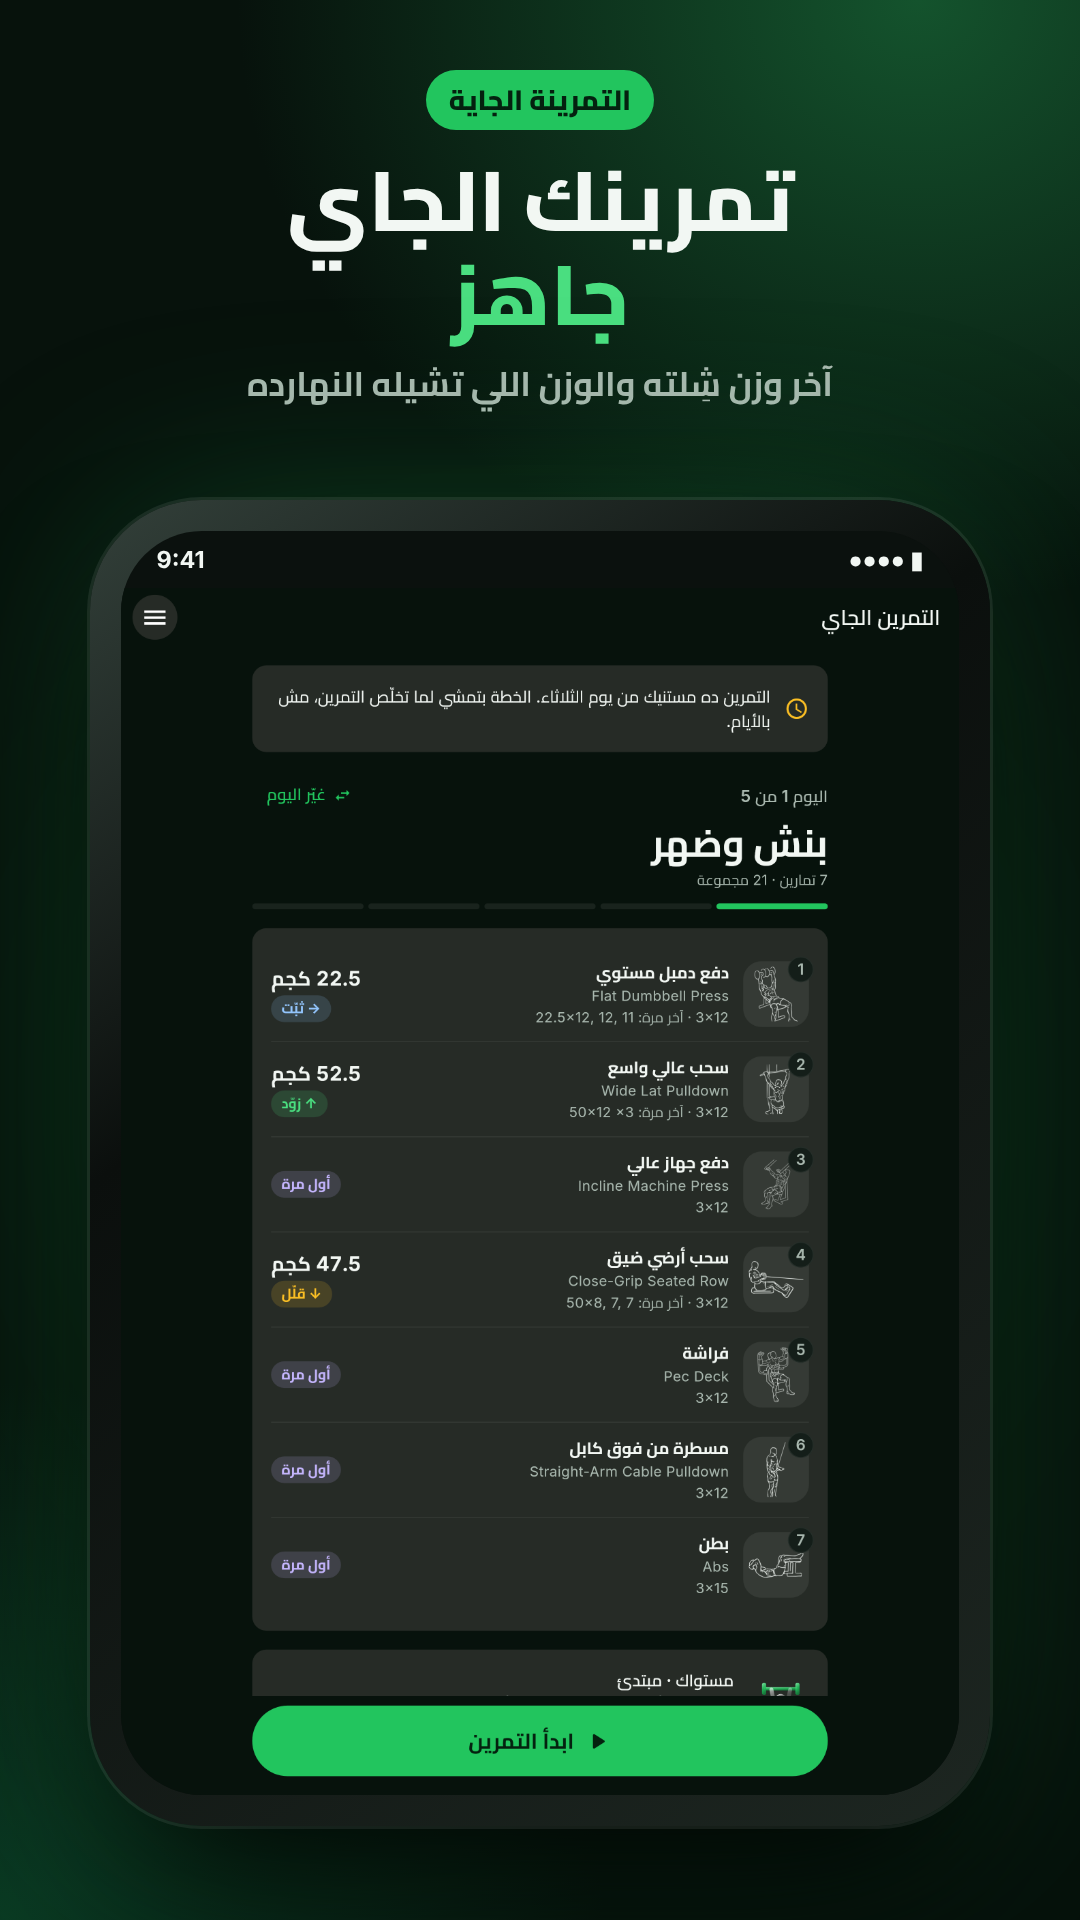 التمرينة الجاية
تمرينك الجاي
جاهز
آخر وزن شِلته والوزن اللي تشيله النهارده
9:41
التمرين الجاي
التمرين ده مستنيك من يوم الثلاثاء. الخطة بتمشي لما تخلّص التمرين، مش
بالأيام.
اليوم 1 من 5
غيّر اليوم
بنش وضهر
7 تمارين · 21 مجموعة
1
دفع دمبل مستوي
Flat Dumbbell Press
3×12 · آخر مرة: 22.5×12, 12, 11
22.5 كجم
→ ثبّت
2
سحب عالي واسع
Wide Lat Pulldown
3×12 · آخر مرة: 3× 50×12
52.5 كجم
↑ زوّد
3
دفع جهاز عالي
Incline Machine Press
3×12
أول مرة
4
سحب أرضي ضيق
Close-Grip Seated Row
3×12 · آخر مرة: 50×8, 7, 7
47.5 كجم
↓ قلّل
5
فراشة
Pec Deck
3×12
أول مرة
6
مسطرة من فوق كابل
Straight-Arm Cable Pulldown
3×12
أول مرة
7
بطن
Abs
3×15
أول مرة
مستواك · مبتدئ
ابدأ التمرين